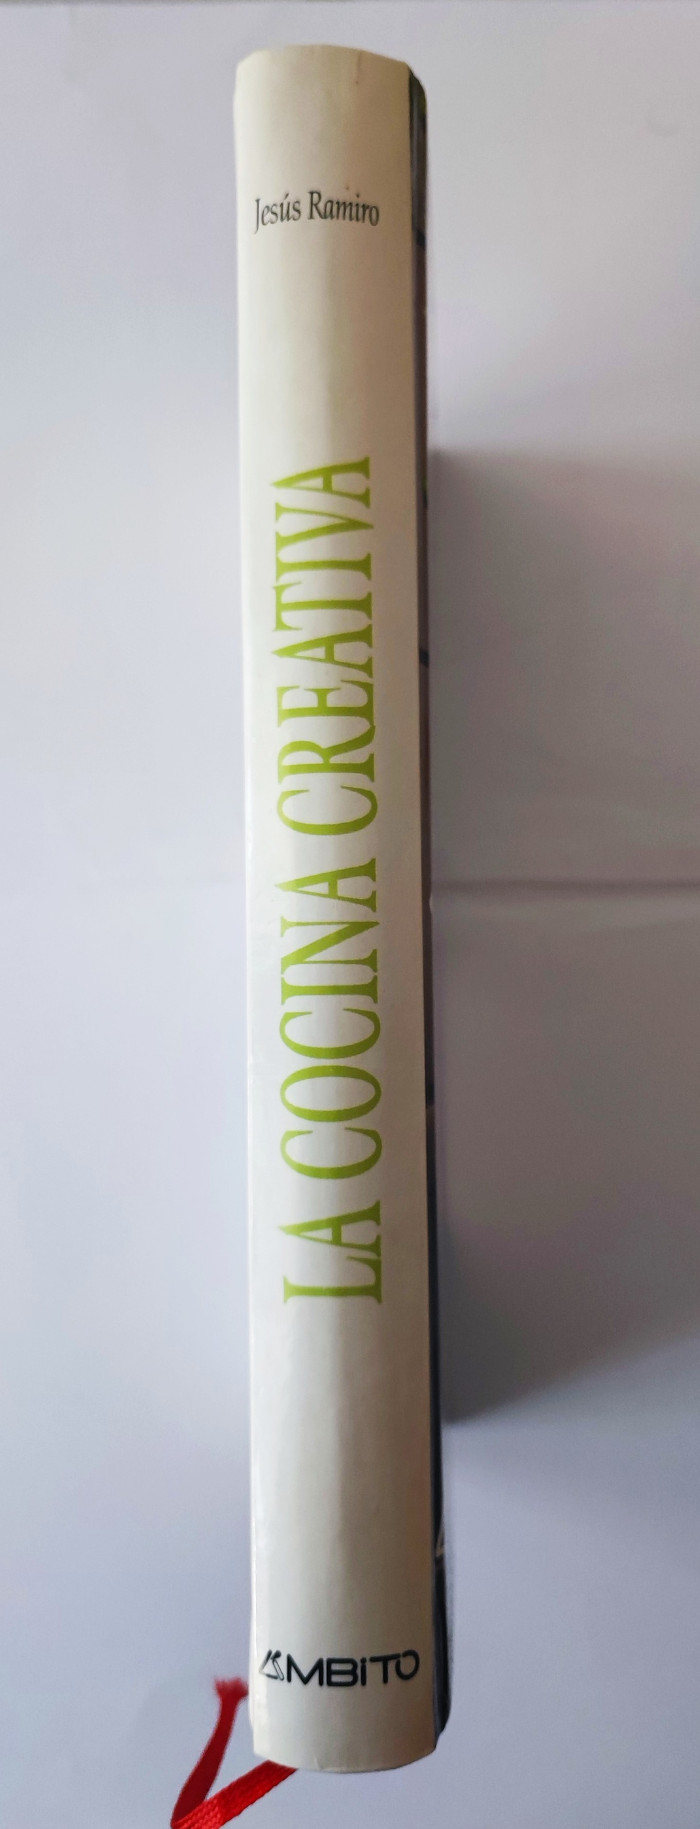 Jesús Ramiro
LA COCINA CREATIVA
ÁMBiTO